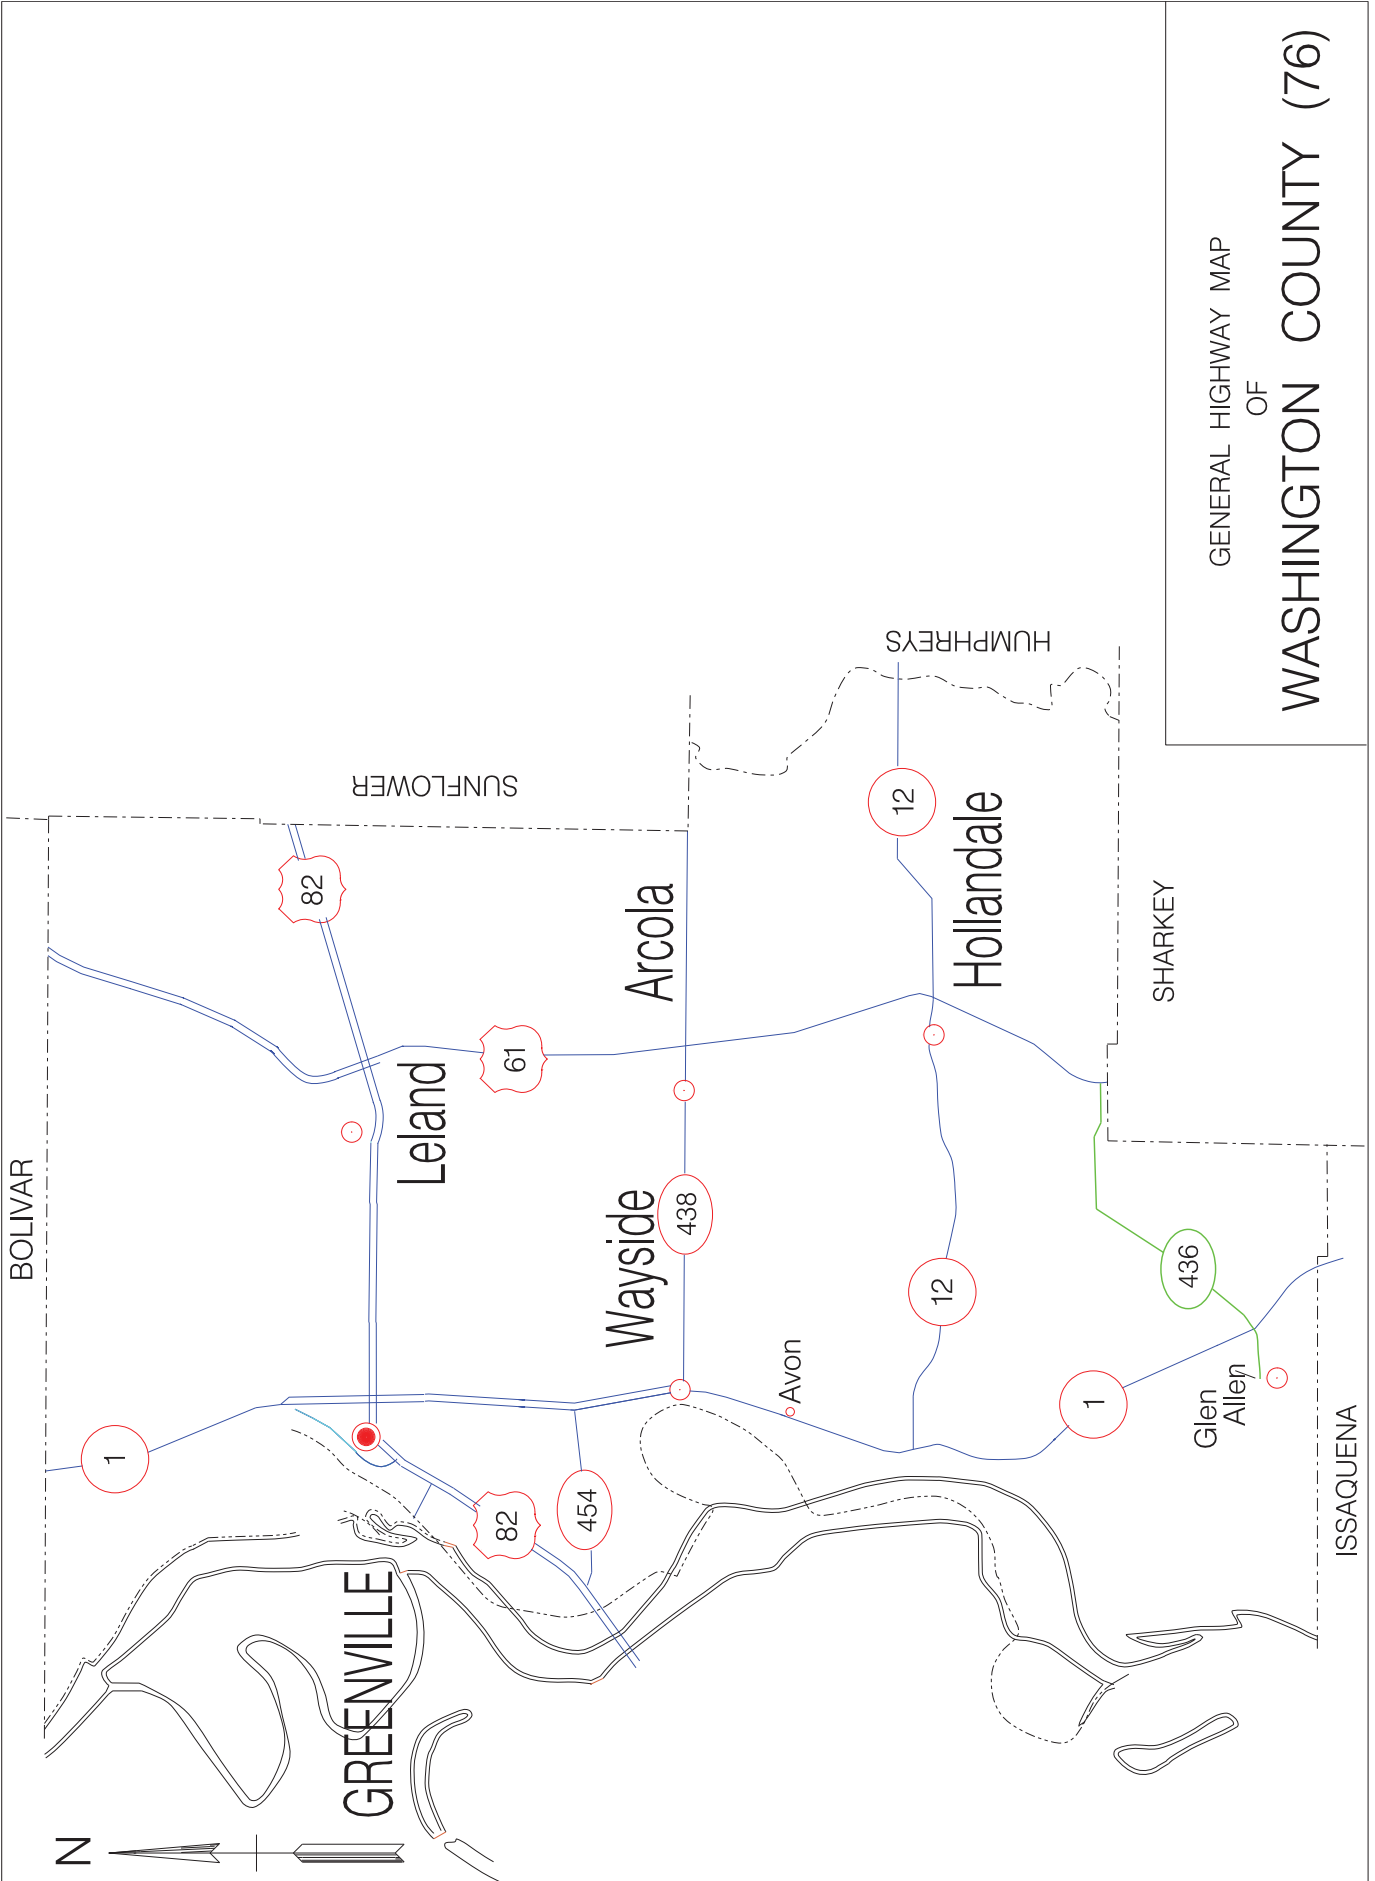 N
BOLIVAR
1
82
SUNFLOWER
GREENVILLE
Leland
61
82
454
Wayside
438
Arcola
Avon
12
12
Hollandale
HUMPHREYS
1
436
Glen
Allen
SHARKEY
ISSAQUENA
GENERAL HIGHWAY MAP
OF
WASHINGTON COUNTY (76)